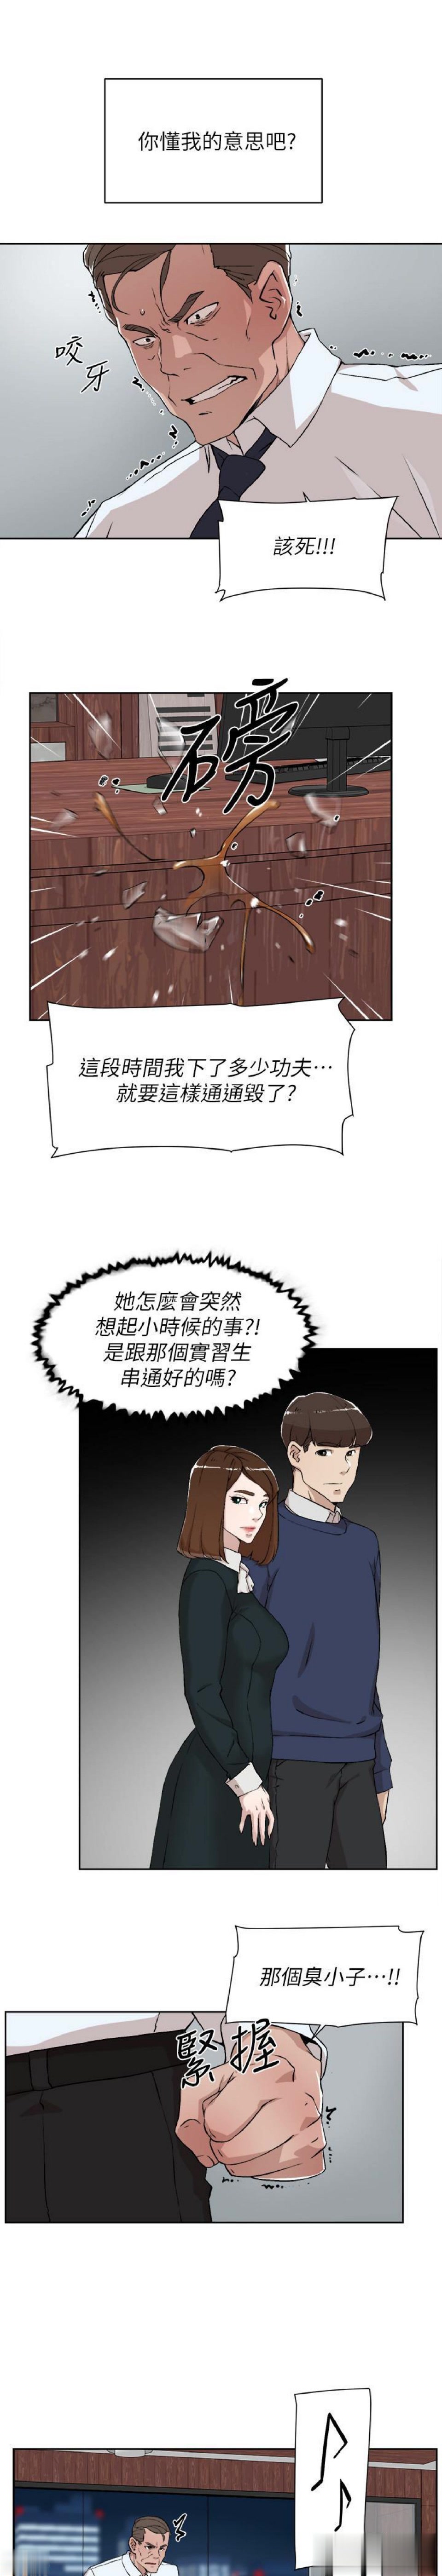 你懂我的意思吧?
咬牙
該死!!!
磅
這段時間我下了多少功夫…
就要這樣通通毀了?
她怎麼會突然
想起小時候的事?!
是跟那個實習生
串通好的嗎?
那個臭小子…!!
緊握
♪♪